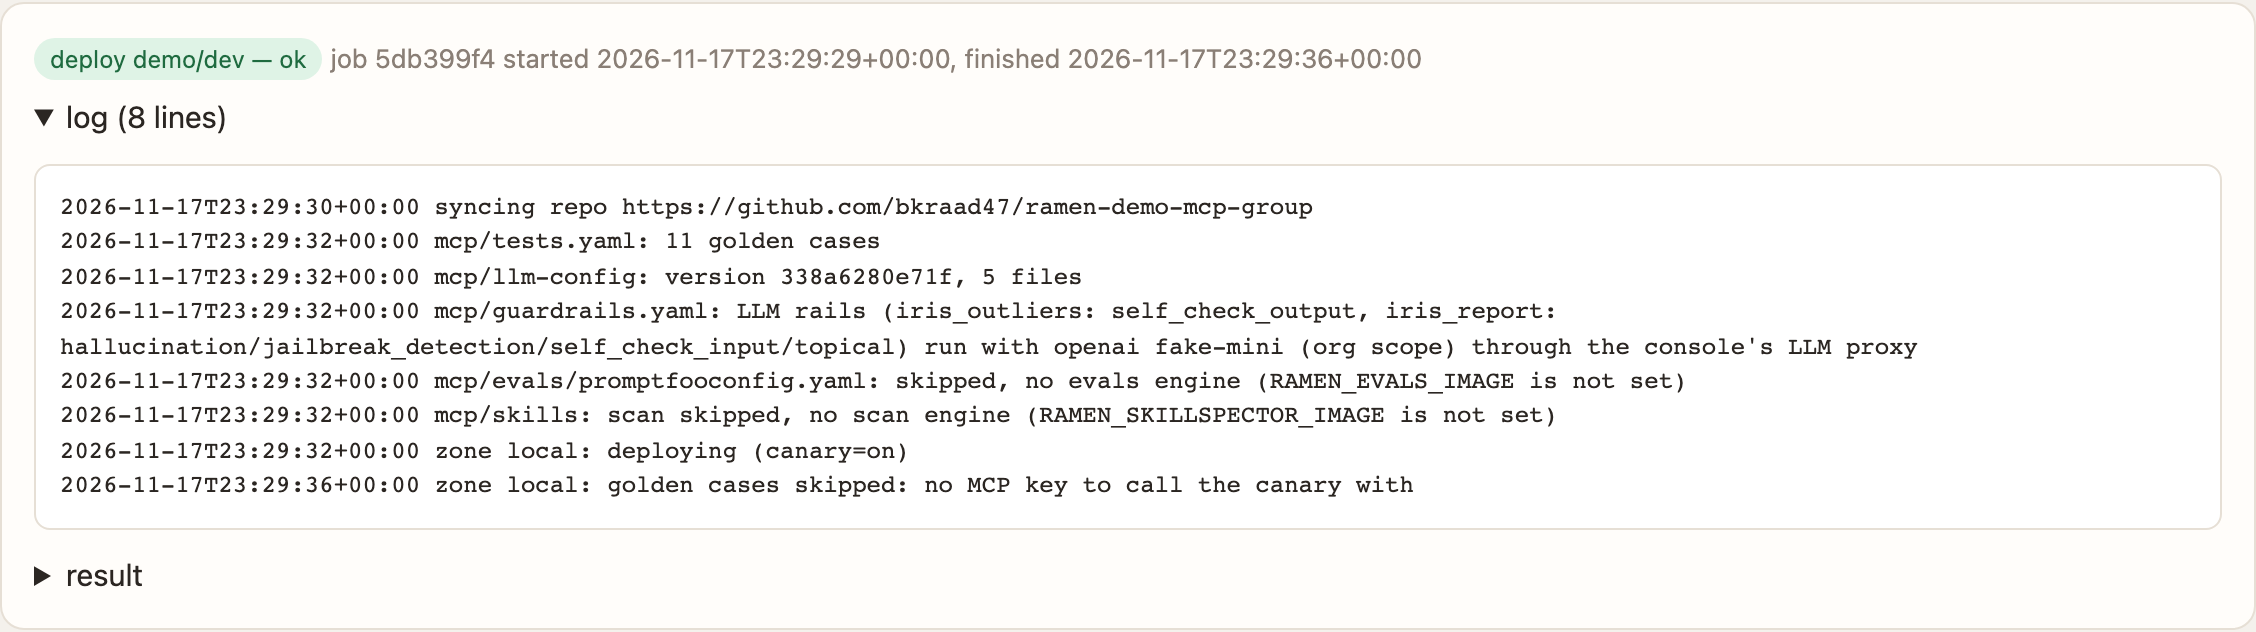 deploy demo/dev — ok job 5db399f4 started 2026-11-17T23:29:29+00:00, finished 2026-11-17T23:29:36+00:00
▼ log (8 lines)
2026-11-17T23:29:30+00:00 syncing repo https://github.com/bkraad47/ramen-demo-mcp-group
2026-11-17T23:29:32+00:00 mcp/tests.yaml: 11 golden cases
2026-11-17T23:29:32+00:00 mcp/llm-config: version 338a6280e71f, 5 files
2026-11-17T23:29:32+00:00 mcp/guardrails.yaml: LLM rails (iris_outliers: self_check_output, iris_report:
hallucination/jailbreak_detection/self_check_input/topical) run with openai fake-mini (org scope) through the console's LLM proxy
2026-11-17T23:29:32+00:00 mcp/evals/promptfooconfig.yaml: skipped, no evals engine (RAMEN_EVALS_IMAGE is not set)
2026-11-17T23:29:32+00:00 mcp/skills: scan skipped, no scan engine (RAMEN_SKILLSPECTOR_IMAGE is not set)
2026-11-17T23:29:32+00:00 zone local: deploying (canary=on)
2026-11-17T23:29:36+00:00 zone local: golden cases skipped: no MCP key to call the canary with
▶ result